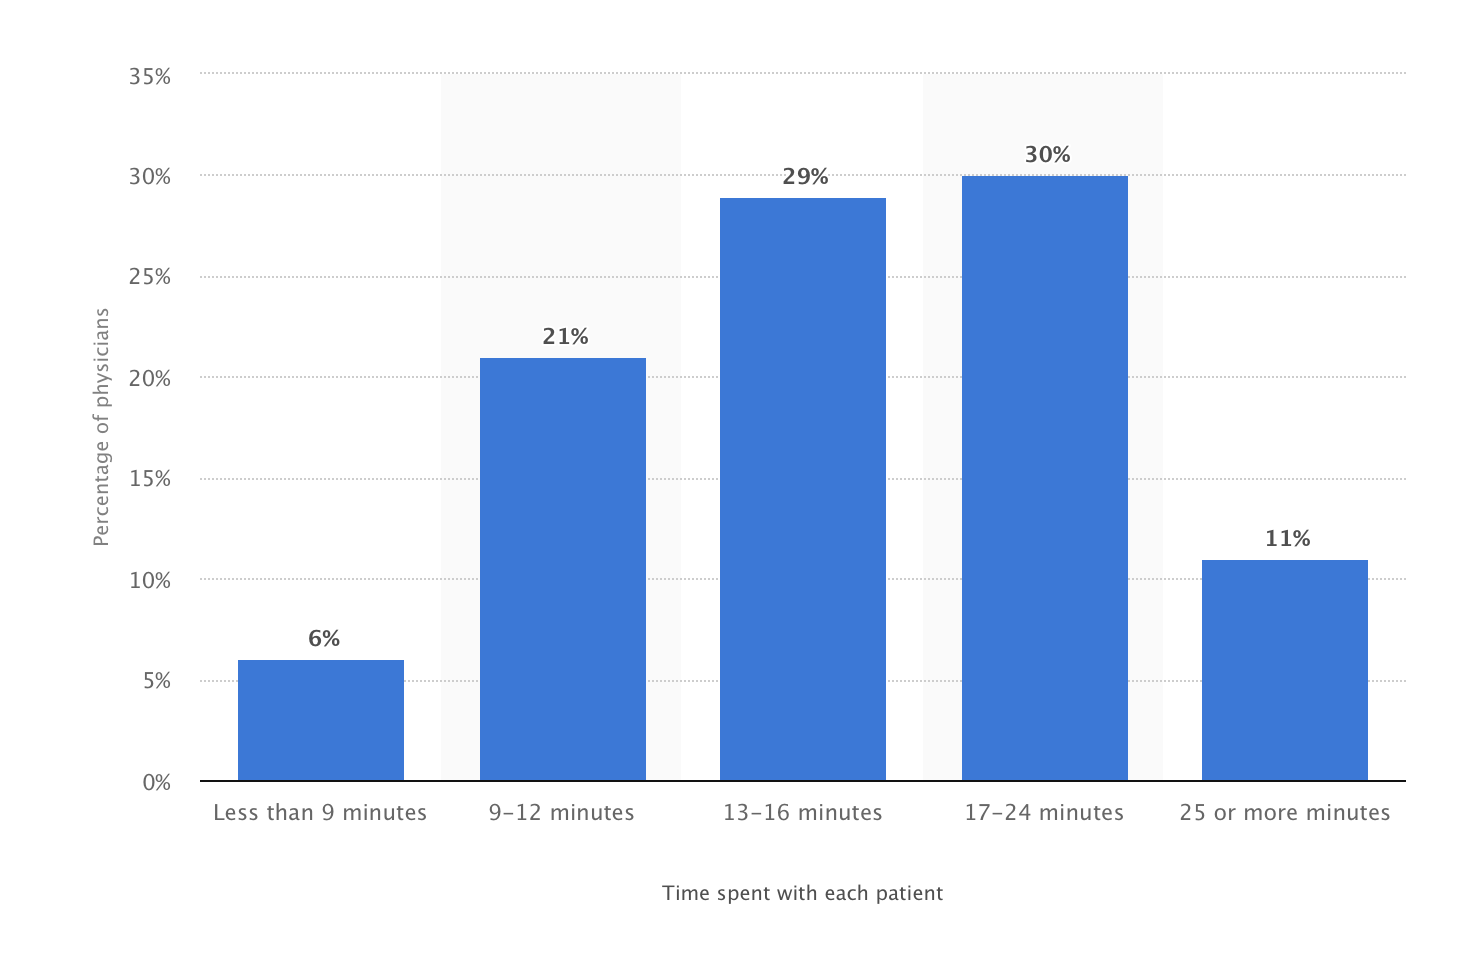 35%
30%
25%
20%
15%
10%
5%
0%
Percentage of physicians
6%
21%
29%
30%
11%
Less than 9 minutes
9–12 minutes
13–16 minutes
17–24 minutes
25 or more minutes
Time spent with each patient